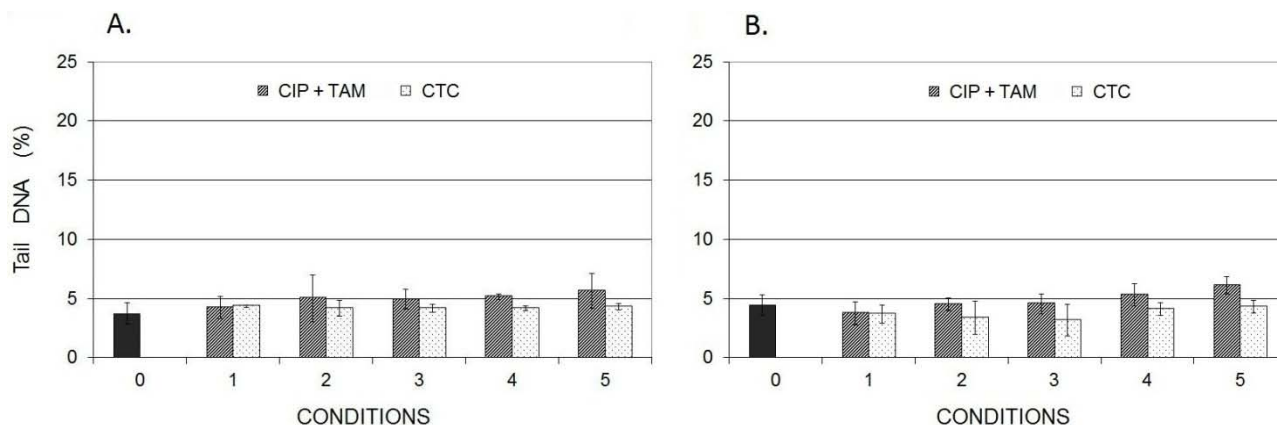 A.
25
20
15
10
5
0
Tail DNA (%)
CIP + TAM CTC
0 1 2 3 4 5
CONDITIONS
B.
25
20
15
10
5
0
CIP + TAM CTC
0 1 2 3 4 5
CONDITIONS